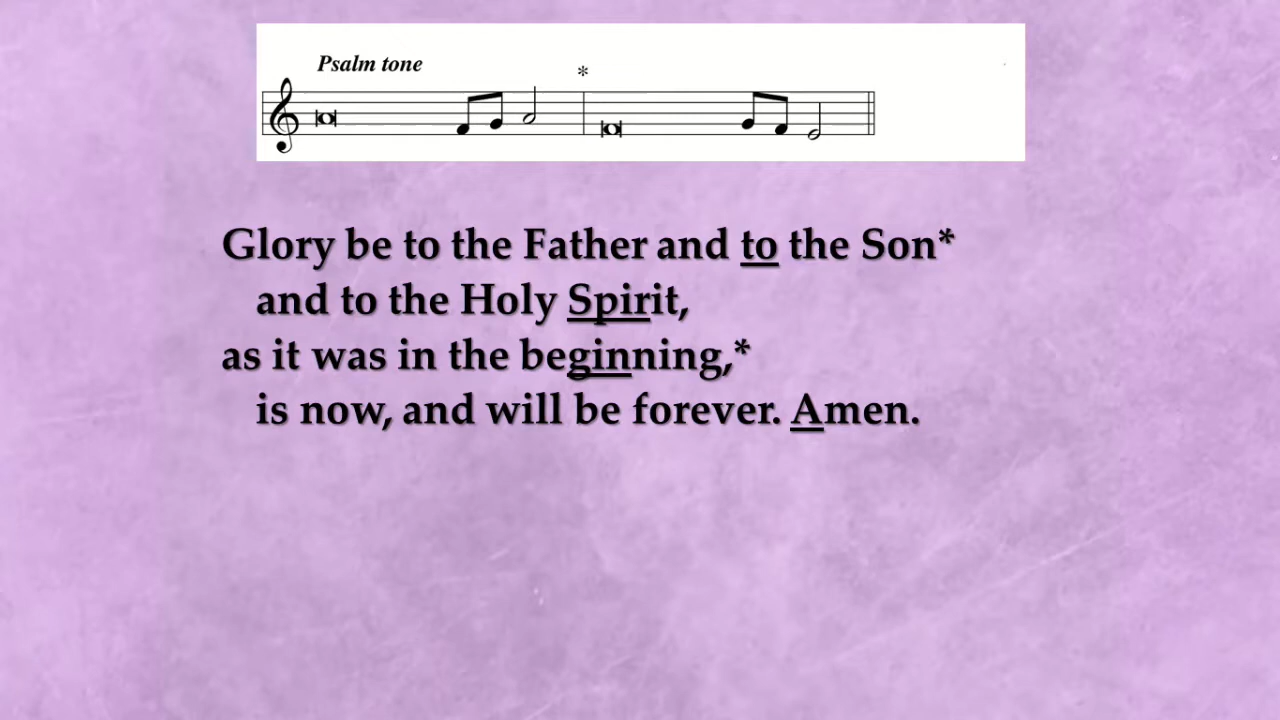 Psalm tone
*
Glory be to the Father and to the Son*
and to the Holy Spirit,
as it was in the beginning,*
is now, and will be forever. Amen.